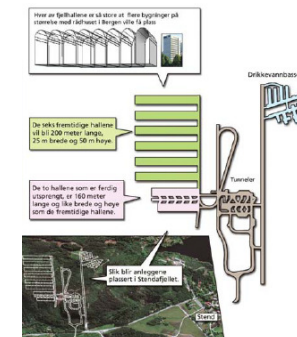 Hver av fjellhallene er så store at flere bygninger på
størrelse med rådhuset i Bergen ville få plass
Drikkevannbasse
De seks fremtidige hallene
vil bli 200 meter lange,
25 m brede og 50 m høye.
De to hallene som er ferdig
utsprengt, er 160 meter
lange og like brede og høye
som de fremtidige hallene.
Tunneler
Slik blir anleggene
plassert i Stendafjellet.
Stend